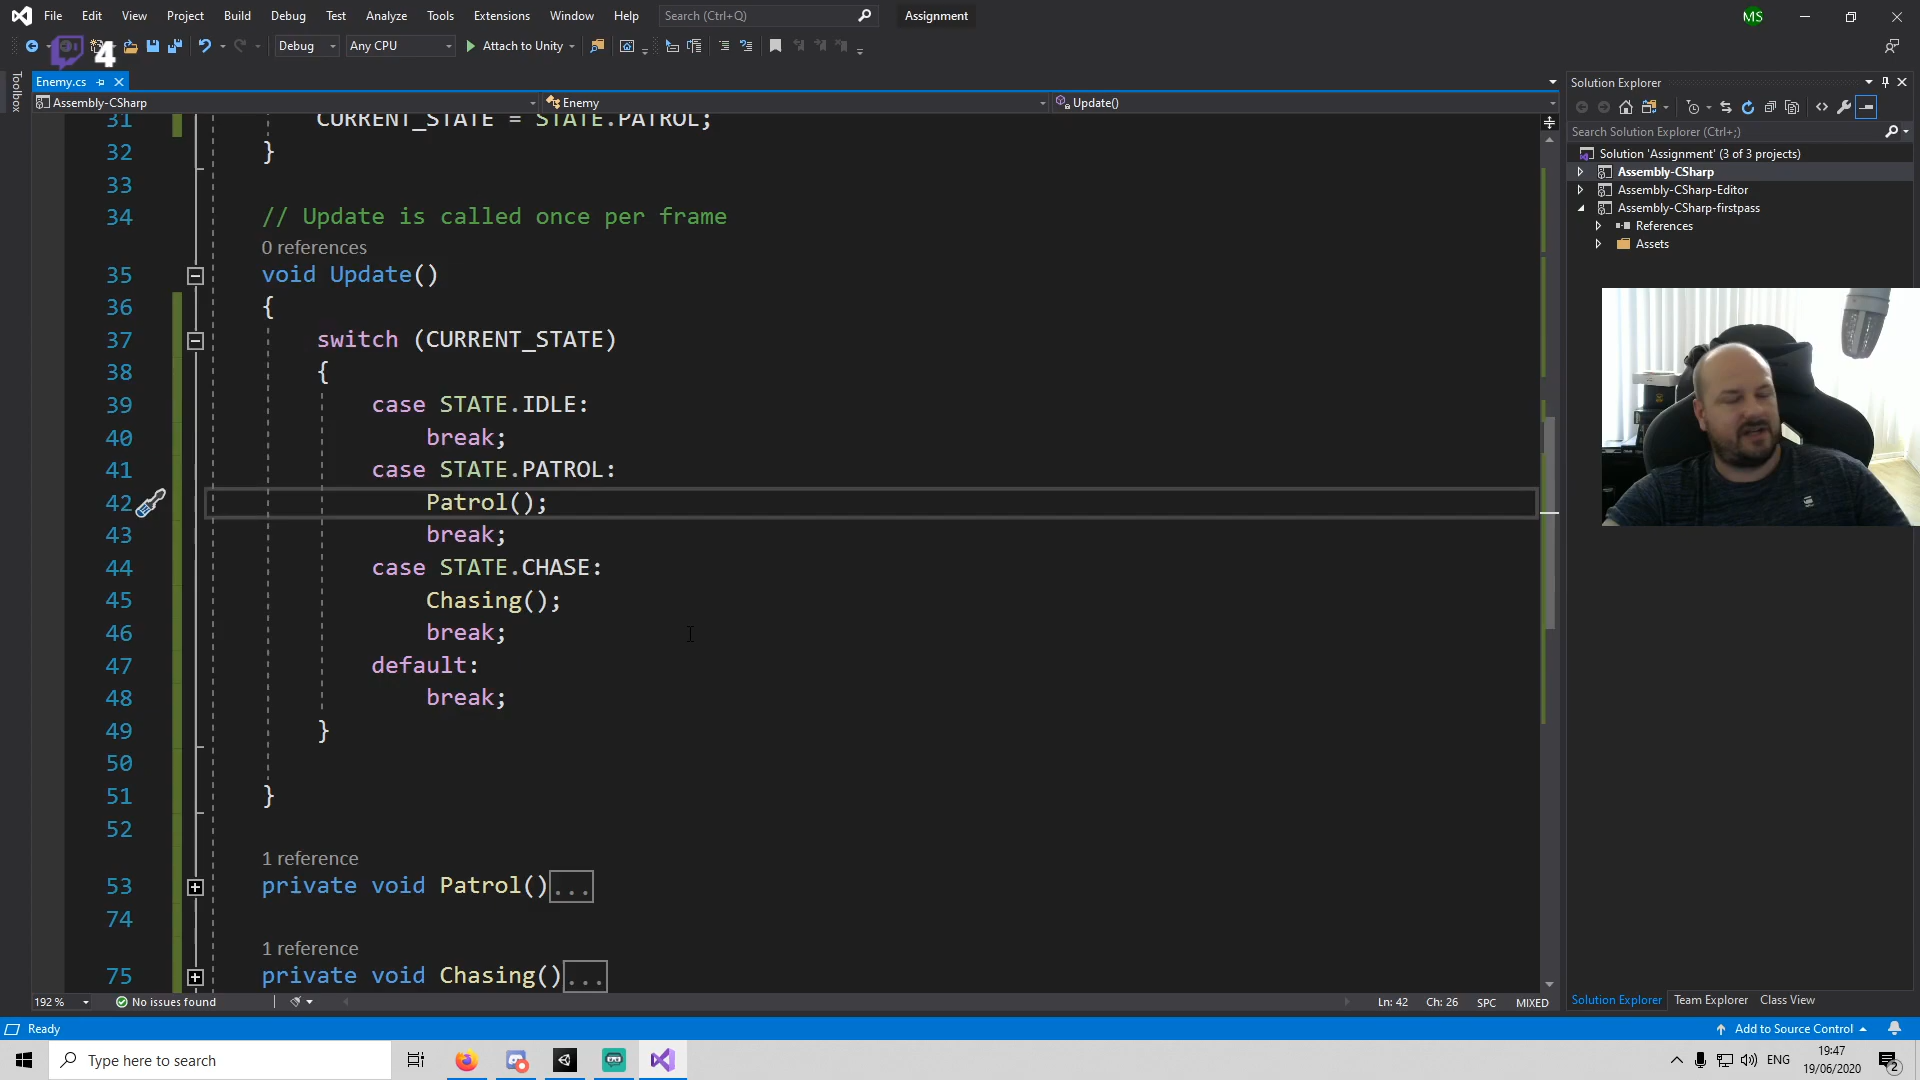 File Edit View Project Build Debug Test Analyze Tools Extensions Window Help Search (Ctrl+Q) Assignment MS
4 Debug Any CPU Attach to Unity
Toolbox
Enemy.cs
Assembly-CSharp Enemy Update()
31 CURRENT_STATE = STATE.PATROL;
32 }
33
34 // Update is called once per frame
0 references
35 void Update()
36 {
37 switch (CURRENT_STATE)
38 {
39 case STATE.IDLE:
40 break;
41 case STATE.PATROL:
42 Patrol();
43 break;
44 case STATE.CHASE:
45 Chasing();
46 break;
47 default:
48 break;
49 }
50
51 }
52
1 reference
53 private void Patrol()...
74
1 reference
75 private void Chasing()...
192 % No issues found Ln: 42 Ch: 26 SPC MIXED
Solution Explorer
Search Solution Explorer (Ctrl+;)
Solution 'Assignment' (3 of 3 projects)
Assembly-CSharp
Assembly-CSharp-Editor
Assembly-CSharp-firstpass
References
Assets
Solution Explorer Team Explorer Class View
Ready Add to Source Control
Type here to search ENG 19:47
19/06/2020 2